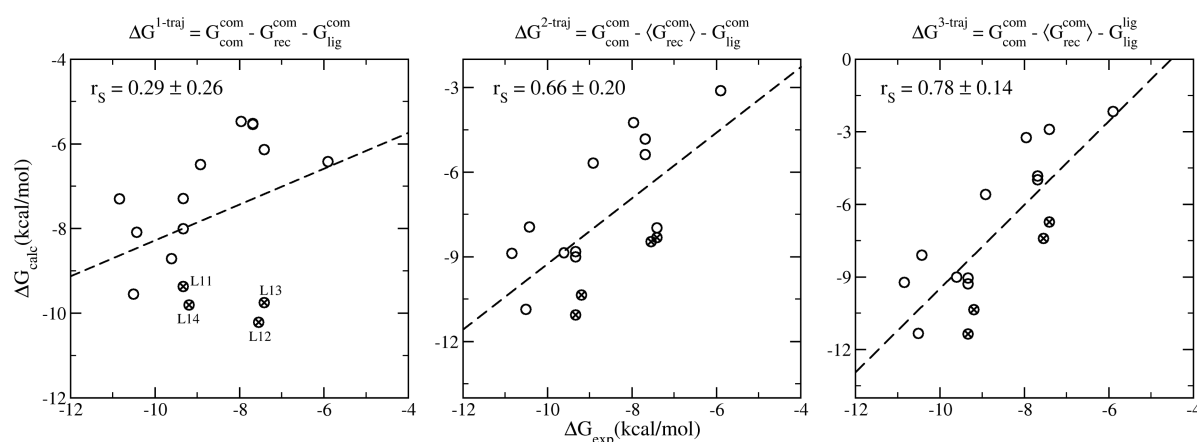 ΔG^1-traj = G^com_com - G^com_rec - G^com_lig
ΔG^2-traj = G^com_com - ⟨G^com_rec⟩ - G^com_lig
ΔG^3-traj = G^com_com - ⟨G^com_rec⟩ - G^lig_lig
r_S = 0.29 ± 0.26
r_S = 0.66 ± 0.20
r_S = 0.78 ± 0.14
ΔG_calc(kcal/mol)
-4
-6
-8
-10
-12
L11
L14
L13
L12
-12 -10 -8 -6 -4
-3
-6
-9
-12
-12 -10 -8 -6 -4
0
-3
-6
-9
-12
-12 -10 -8 -6 -4
ΔG_exp(kcal/mol)